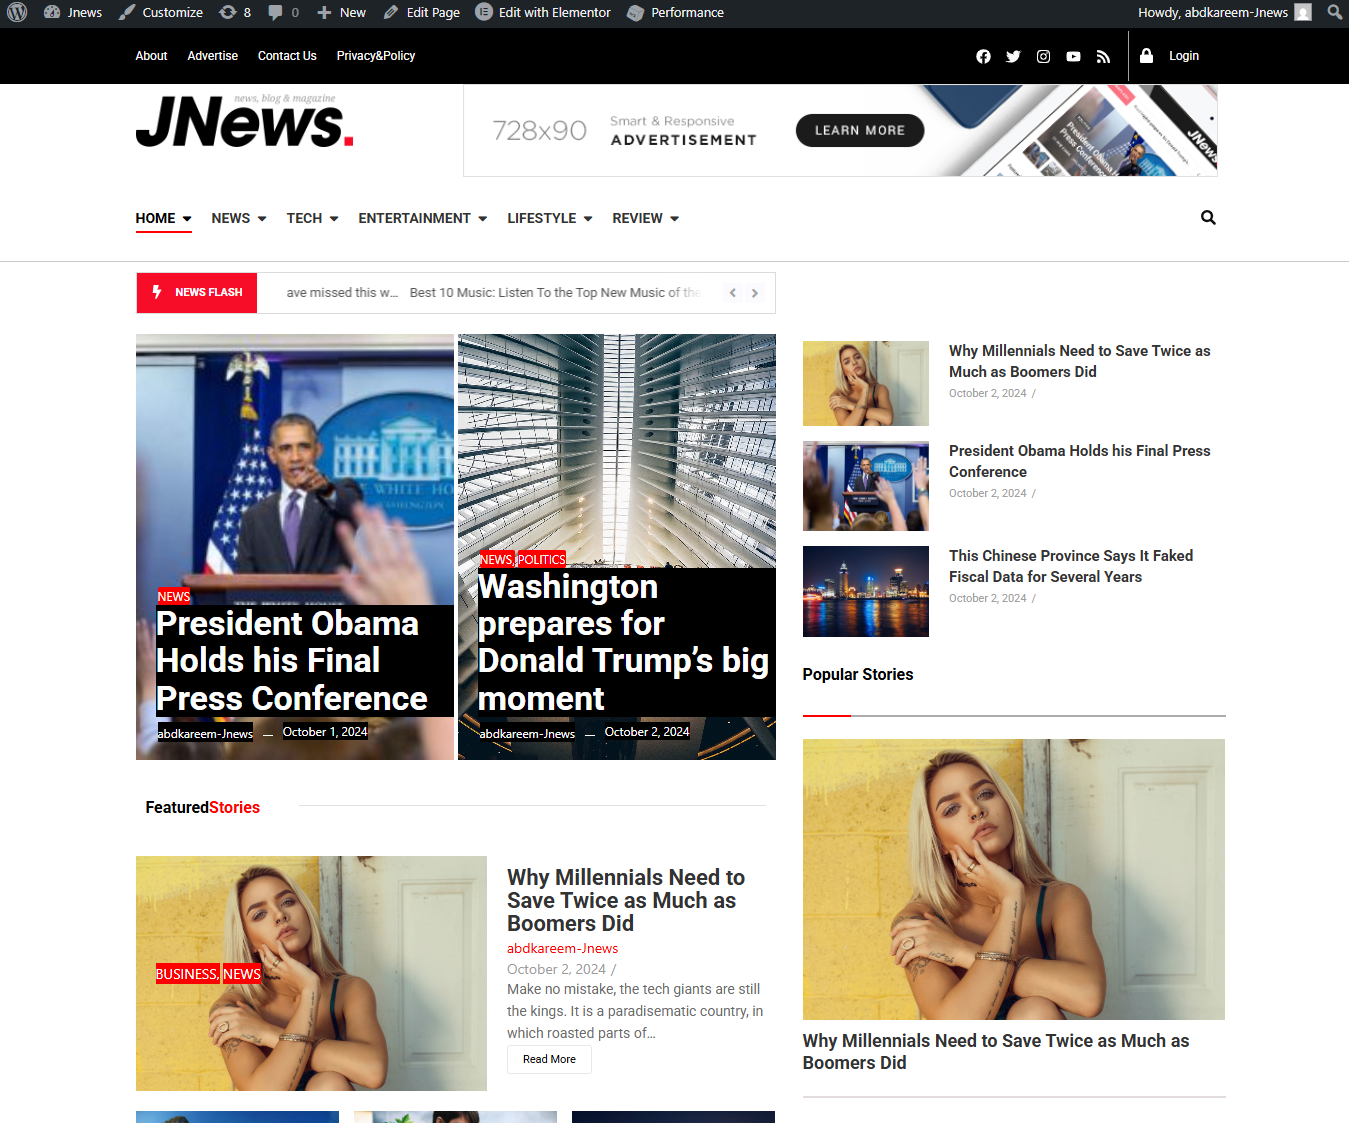 Jnews
Customize
8
0
New
Edit Page
Edit with Elementor
Performance
Howdy, abdkareem-Jnews
About
Advertise
Contact Us
Privacy&Policy
Login
news, blog & magazine
JNews.
728x90
Smart & Responsive
ADVERTISEMENT
LEARN MORE
President Obama
Holds his Final
Press Conference
JNews
HOME
NEWS
TECH
ENTERTAINMENT
LIFESTYLE
REVIEW
NEWS FLASH
ave missed this w...
Best 10 Music: Listen To the Top New Music of the
NEWS
President Obama
Holds his Final
Press Conference
abdkareem-Jnews — October 1, 2024
NEWS, POLITICS
Washington
prepares for
Donald Trump's big
moment
abdkareem-Jnews — October 2, 2024
Why Millennials Need to Save Twice as
Much as Boomers Did
October 2, 2024 /
President Obama Holds his Final Press
Conference
October 2, 2024 /
This Chinese Province Says It Faked
Fiscal Data for Several Years
October 2, 2024 /
Popular Stories
FeaturedStories
BUSINESS, NEWS
Why Millennials Need to
Save Twice as Much as
Boomers Did
abdkareem-Jnews
October 2, 2024 /
Make no mistake, the tech giants are still
the kings. It is a paradisematic country, in
which roasted parts of...
Read More
Why Millennials Need to Save Twice as Much as
Boomers Did